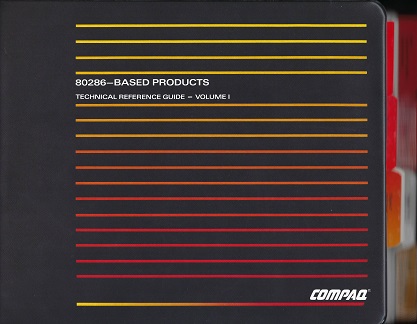 80286–BASED PRODUCTS
TECHNICAL REFERENCE GUIDE – VOLUME I
COMPAQ